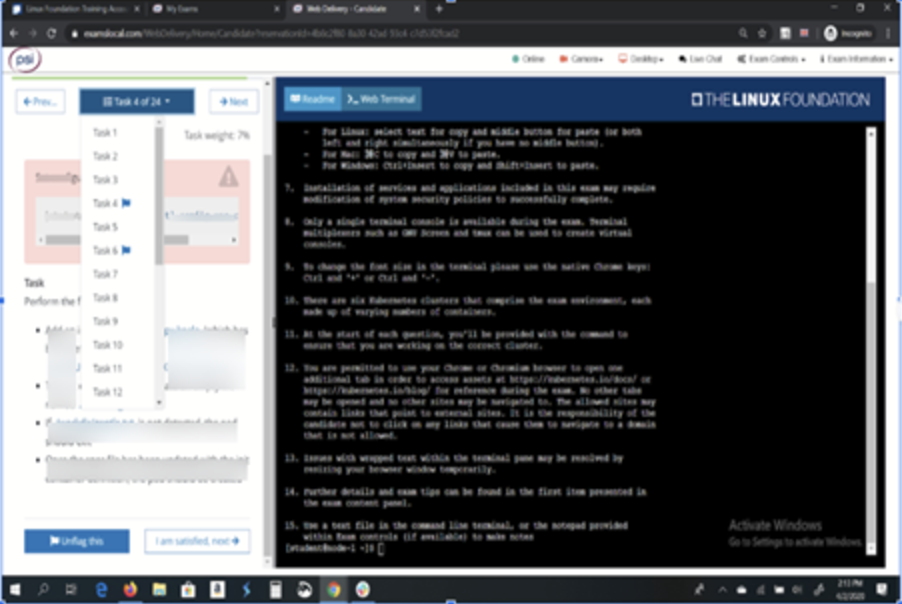 Linux Foundation Training Acco
My Exams
Web Delivery - Candidate
Incognito
psi
Online
Camera
Desktop
Live Chat
Exam Controls
Exam Information
Prev...
Task 4 of 24
Next
Readme
Web Terminal
THE LINUX FOUNDATION
Task weight: 7%
Task 1
Task 2
Task 3
Task 4
Task 5
Task 6
Task 7
Task 8
Task 9
Task 10
Task 11
Task 12
Task
Perform the f
Unflag this
I am satisfied, next
- For Linux: select text for copy and middle button for paste (or both
left and right simultaneously if you have no middle button).
- For Mac: ⌘C to copy and ⌘V to paste.
- For Windows: Ctrl+Insert to copy and Shift+Insert to paste.
7. Installation of services and applications included in this exam may require
modification of system security policies to successfully complete.
8. Only a single terminal console is available during the exam. Terminal
multiplexers such as GNU Screen and tmux can be used to create virtual
consoles.
9. To change the font size in the terminal please use the native Chrome keys:
Ctrl and "+" or Ctrl and "-".
10. There are six Kubernetes clusters that comprise the exam environment, each
made up of varying numbers of containers.
11. At the start of each question, you'll be provided with the command to
ensure that you are working on the correct cluster.
12. You are permitted to use your Chrome or Chromium browser to open one
additional tab in order to access assets at https://kubernetes.io/docs/ or
https://kubernetes.io/blog/ for reference during the exam. No other tabs
may be opened and no other sites may be navigated to. The allowed sites may
contain links that point to external sites. It is the responsibility of the
candidate not to click on any links that cause them to navigate to a domain
that is not allowed.
13. Issues with wrapped text within the terminal pane may be resolved by
resizing your browser window temporarily.
14. Further details and exam tips can be found in the first item presented in
the exam content panel.
15. Use a text file in the command line terminal, or the notepad provided
within Exam controls (if available) to make notes
[student@node-1 ~]$
Activate Windows
Go to Settings to activate Windows.
2:53 PM
6/2/2020